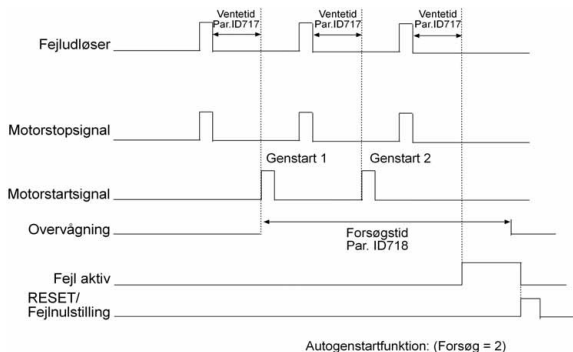 Ventetid Ventetid Ventetid
Par.ID717 Par.ID717 Par.ID717
Fejludløser
Motorstopsignal
Genstart 1 Genstart 2
Motorstartsignal
Overvågning
Forsøgstid
Par. ID718
Fejl aktiv
RESET/
Fejlnulstilling
Autogenstartfunktion: (Forsøg = 2)